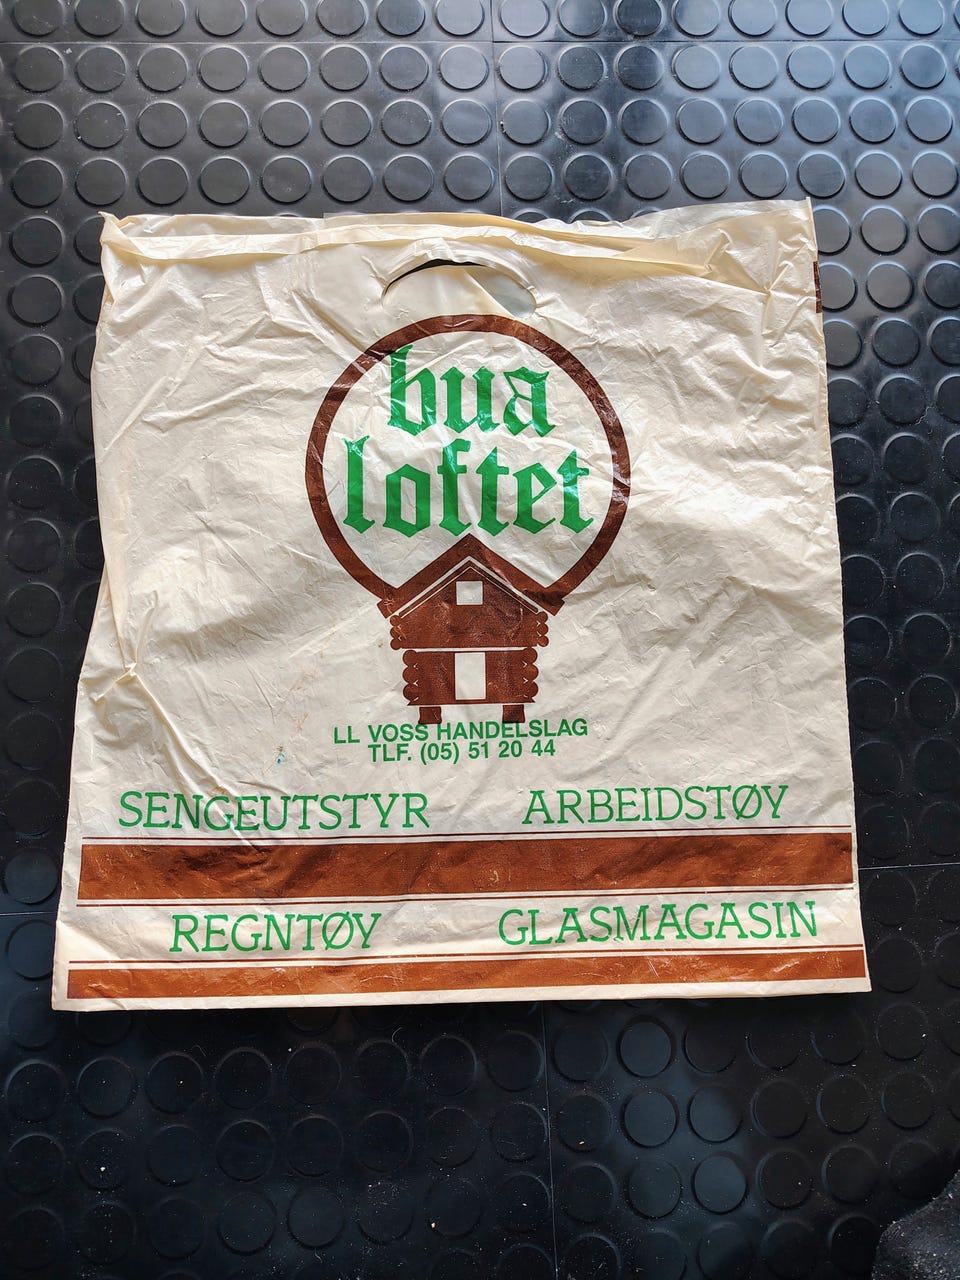 bua
loftet
LL VOSS HANDELSLAG
TLF. (05) 51 20 44
SENGEUTSTYR ARBEIDSTØY
REGNTØY GLASMAGASIN